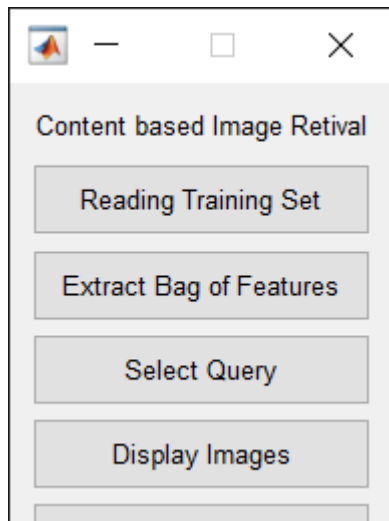 Content based Image Retival
Reading Training Set
Extract Bag of Features
Select Query
Display Images